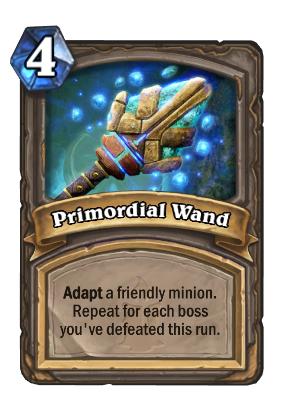 4
Primordial Wand
Adapt a friendly minion.
Repeat for each boss
you've defeated this run.